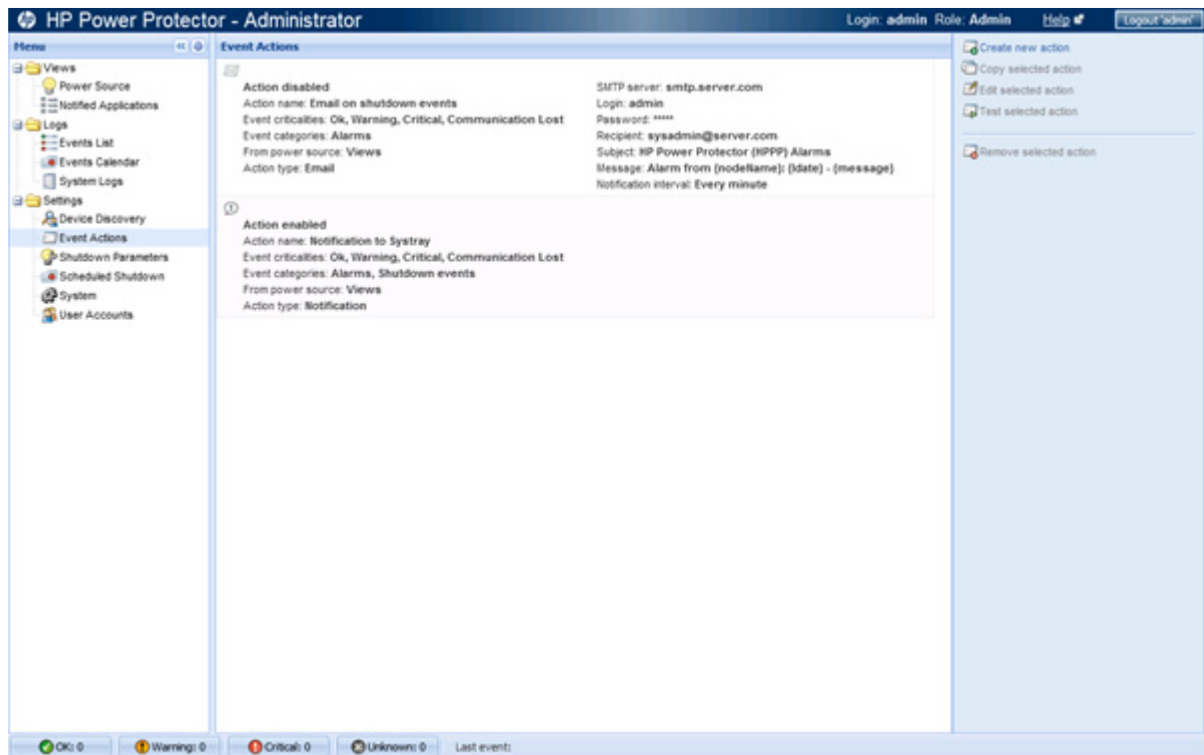 HP Power Protector - Administrator
Login: admin Role: Admin
Help
Logout 'admin'
Menu
Views
Power Source
Notified Applications
Logs
Events List
Events Calendar
System Logs
Settings
Device Discovery
Event Actions
Shutdown Parameters
Scheduled Shutdown
System
User Accounts
Event Actions
Action disabled
Action name: Email on shutdown events
Event criticalities: Ok, Warning, Critical, Communication Lost
Event categories: Alarms
From power source: Views
Action type: Email
SMTP server: smtp.server.com
Login: admin
Password: *****
Recipient: sysadmin@server.com
Subject: HP Power Protector (HPPP) Alarms
Message: Alarm from {nodeName}: {ldate} - {message}
Notification interval: Every minute
Action enabled
Action name: Notification to Systray
Event criticalities: Ok, Warning, Critical, Communication Lost
Event categories: Alarms, Shutdown events
From power source: Views
Action type: Notification
Create new action
Copy selected action
Edit selected action
Test selected action
Remove selected action
OK: 0
Warning: 0
Critical: 0
Unknown: 0
Last event: